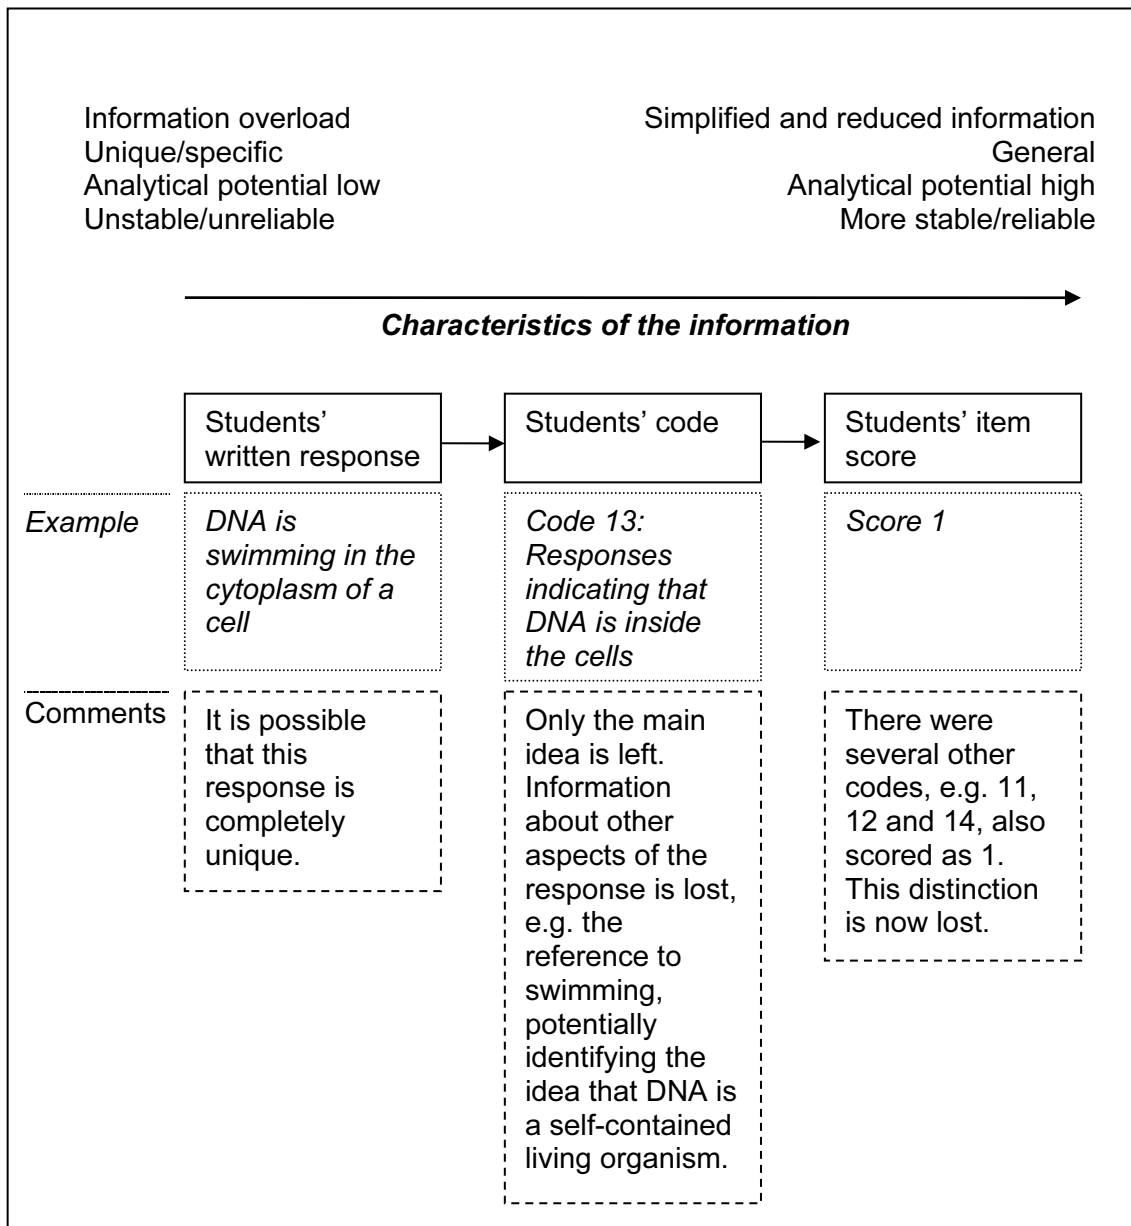 Information overload
Unique/specific
Analytical potential low
Unstable/unreliable
Simplified and reduced information
General
Analytical potential high
More stable/reliable
Characteristics of the information
Students’
written response
Students’ code
Students’ item
score
Example
DNA is
swimming in the
cytoplasm of a
cell
Code 13:
Responses
indicating that
DNA is inside
the cells
Score 1
Comments
It is possible
that this
response is
completely
unique.
Only the main
idea is left.
Information
about other
aspects of the
response is lost,
e.g. the
reference to
swimming,
potentially
identifying the
idea that DNA is
a self-contained
living organism.
There were
several other
codes, e.g. 11,
12 and 14, also
scored as 1.
This distinction
is now lost.